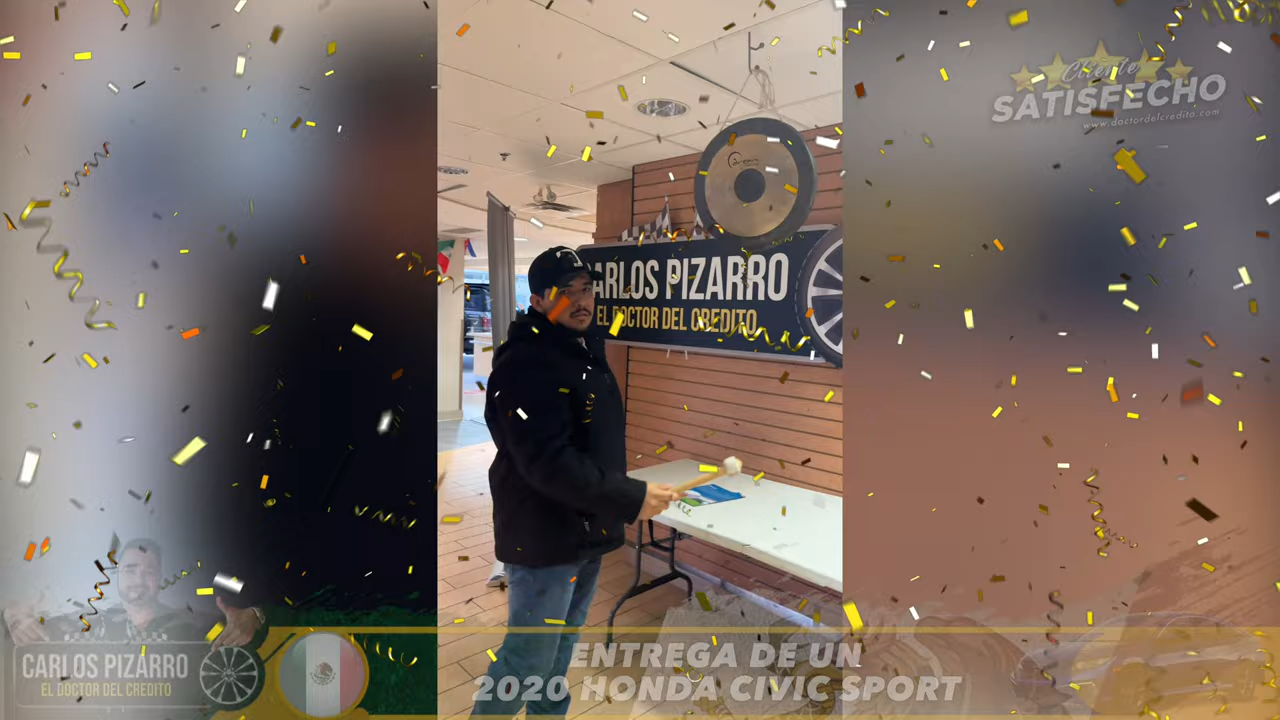 Cliente
SATISFECHO
www.doctordelcredito.com
CARLOS PIZARRO
EL DOCTOR DEL CREDITO
CARLOS PIZARRO
EL DOCTOR DEL CREDITO
ENTREGA DE UN
2020 HONDA CIVIC SPORT